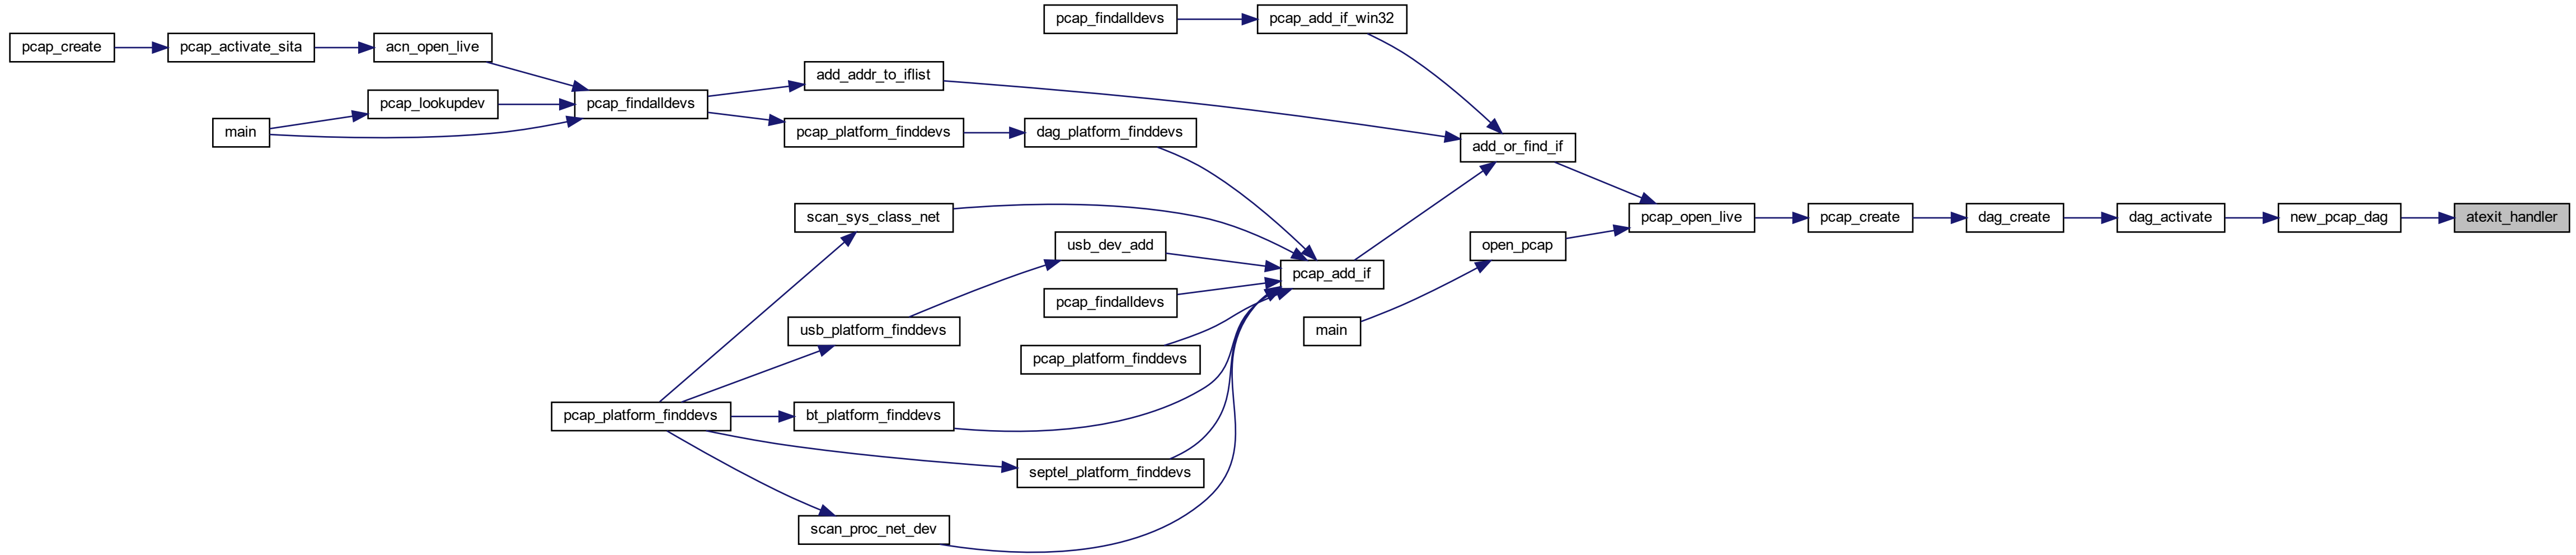 pcap_findalldevs
pcap_add_if_win32
pcap_create
pcap_activate_sita
acn_open_live
add_addr_to_iflist
pcap_lookupdev
pcap_findalldevs
main
pcap_platform_finddevs
dag_platform_finddevs
add_or_find_if
scan_sys_class_net
pcap_open_live
pcap_create
dag_create
dag_activate
new_pcap_dag
atexit_handler
usb_dev_add
open_pcap
pcap_add_if
pcap_findalldevs
usb_platform_finddevs
main
pcap_platform_finddevs
pcap_platform_finddevs
bt_platform_finddevs
septel_platform_finddevs
scan_proc_net_dev